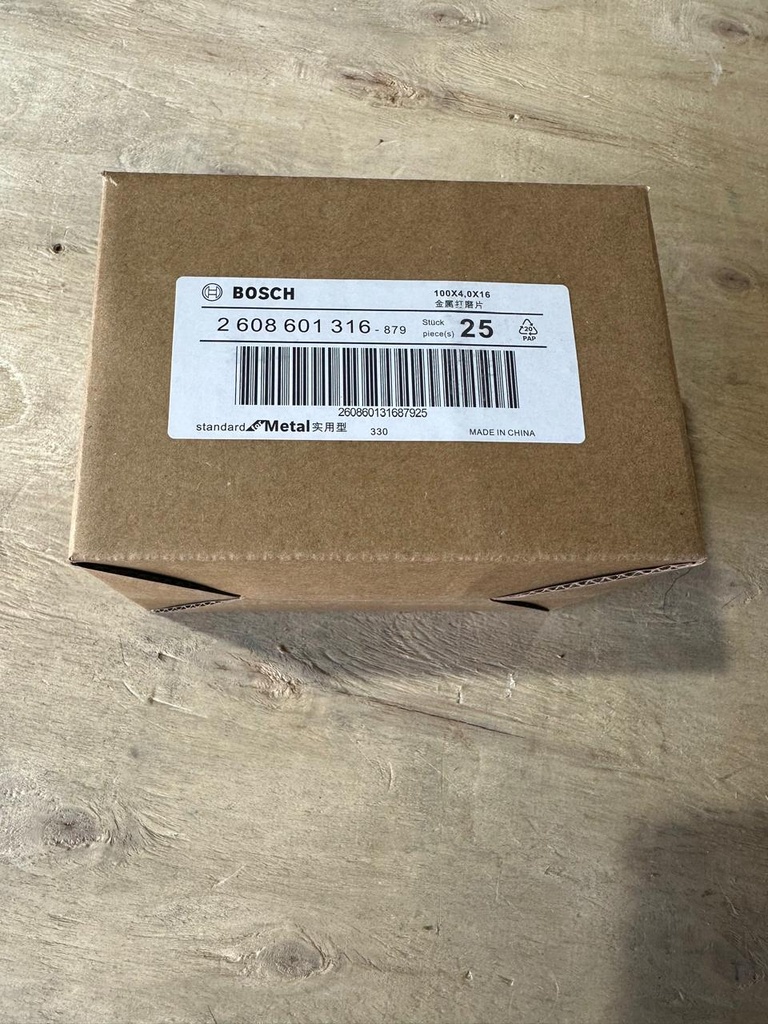 BOSCH
100X4,0X16
金属打磨片
2 608 601 316 - 879
Stück
piece(s)
25
20
PAP
260860131687925
standard for Metal 实用型
330
MADE IN CHINA